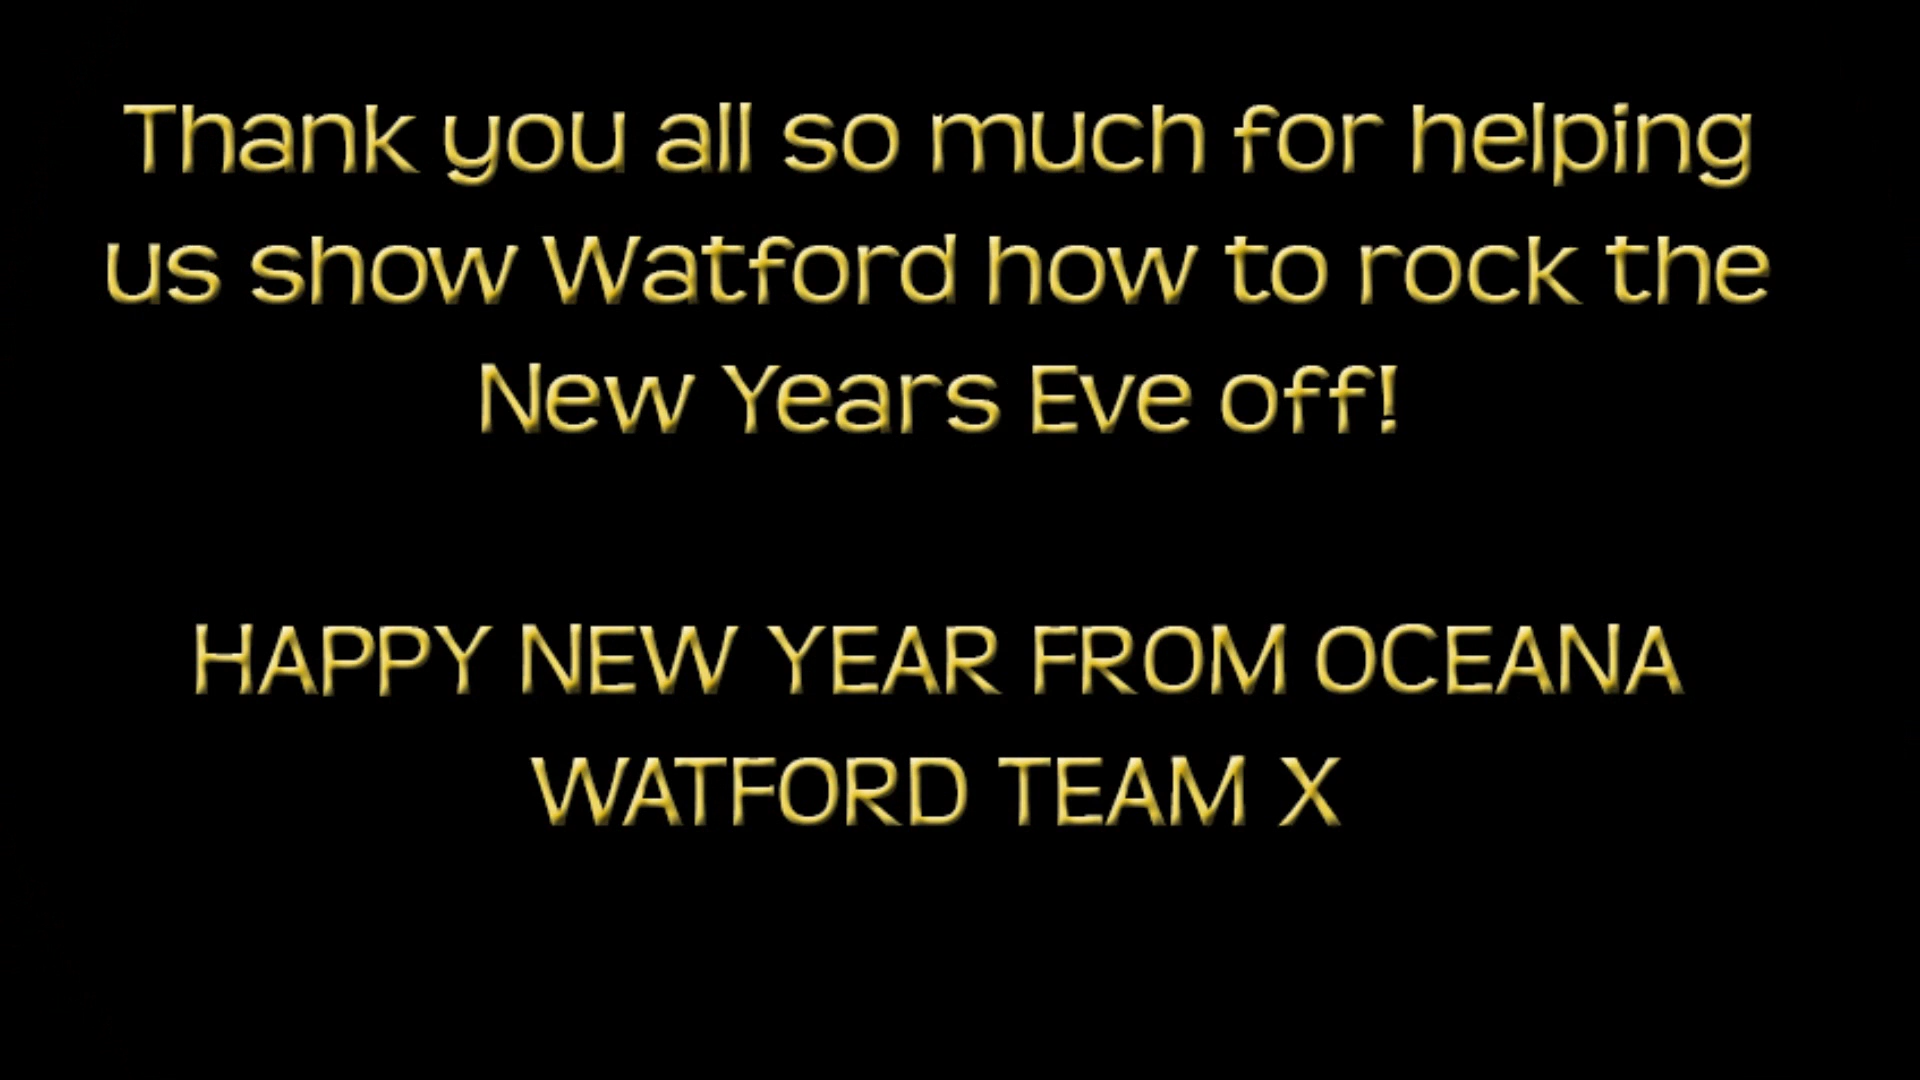 Thank you all so much for helping
us show Watford how to rock the
New Years Eve off!
HAPPY NEW YEAR FROM OCEANA
WATFORD TEAM X